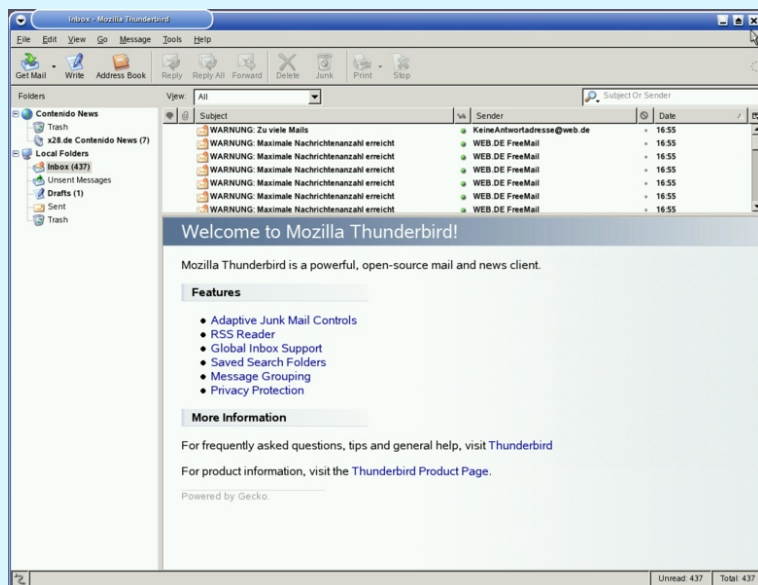 Inbox - Mozilla Thunderbird
File Edit View Go Message Tools Help
Get Mail Write Address Book Reply Reply All Forward Delete Junk Print Stop
Folders
View: All
Subject Or Sender
Contenido News
Trash
x28.de Contenido News (7)
Local Folders
Inbox (437)
Unsent Messages
Drafts (1)
Sent
Trash
Subject Sender Date
WARNUNG: Zu viele Mails KeineAntwortadresse@web.de 16:55
WARNUNG: Maximale Nachrichtenanzahl erreicht WEB.DE FreeMail 16:55
WARNUNG: Maximale Nachrichtenanzahl erreicht WEB.DE FreeMail 16:55
WARNUNG: Maximale Nachrichtenanzahl erreicht WEB.DE FreeMail 16:55
WARNUNG: Maximale Nachrichtenanzahl erreicht WEB.DE FreeMail 16:55
WARNUNG: Maximale Nachrichtenanzahl erreicht WEB.DE FreeMail 16:55
WARNUNG: Maximale Nachrichtenanzahl erreicht WEB.DE FreeMail 16:55
Welcome to Mozilla Thunderbird!
Mozilla Thunderbird is a powerful, open-source mail and news client.
Features
Adaptive Junk Mail Controls
RSS Reader
Global Inbox Support
Saved Search Folders
Message Grouping
Privacy Protection
More Information
For frequently asked questions, tips and general help, visit Thunderbird
For product information, visit the Thunderbird Product Page.
Powered by Gecko.
Unread: 437 Total: 437